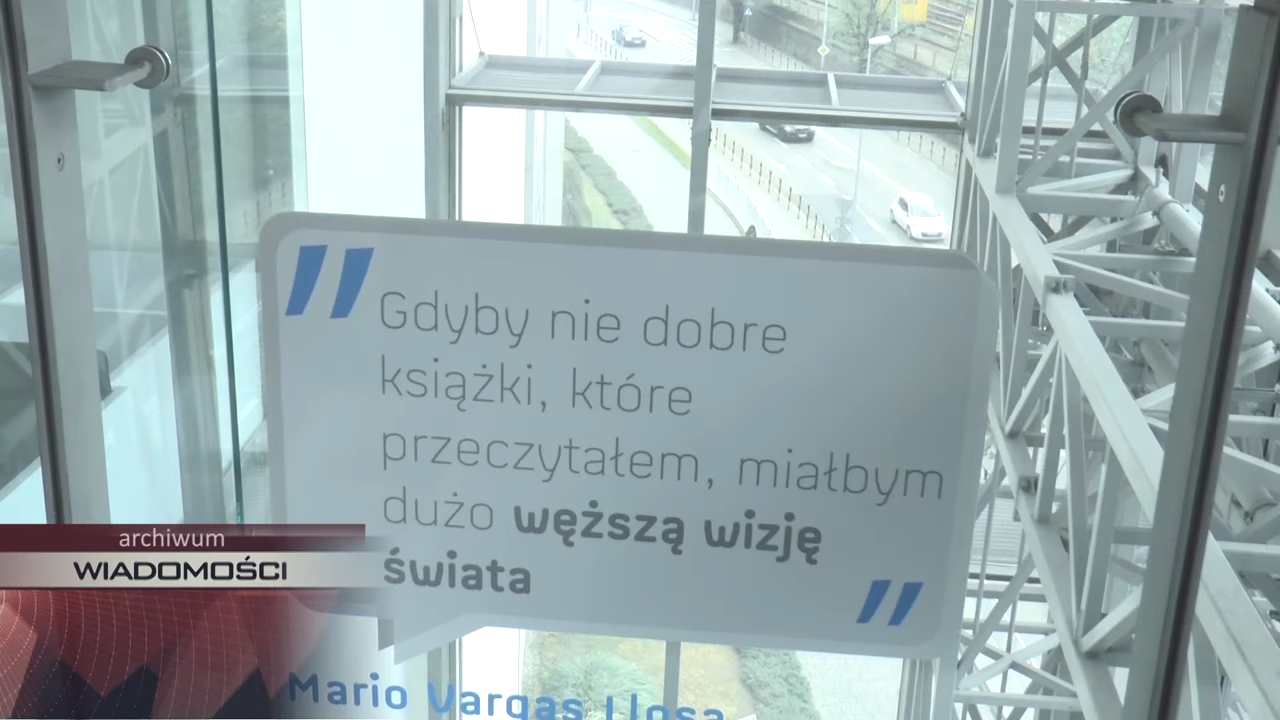 Gdyby nie dobre
książki, które
przeczytałem, miałbym
dużo węższą wizję
świata
archiwum
WIADOMOŚCI
Mario Vargas Llosa